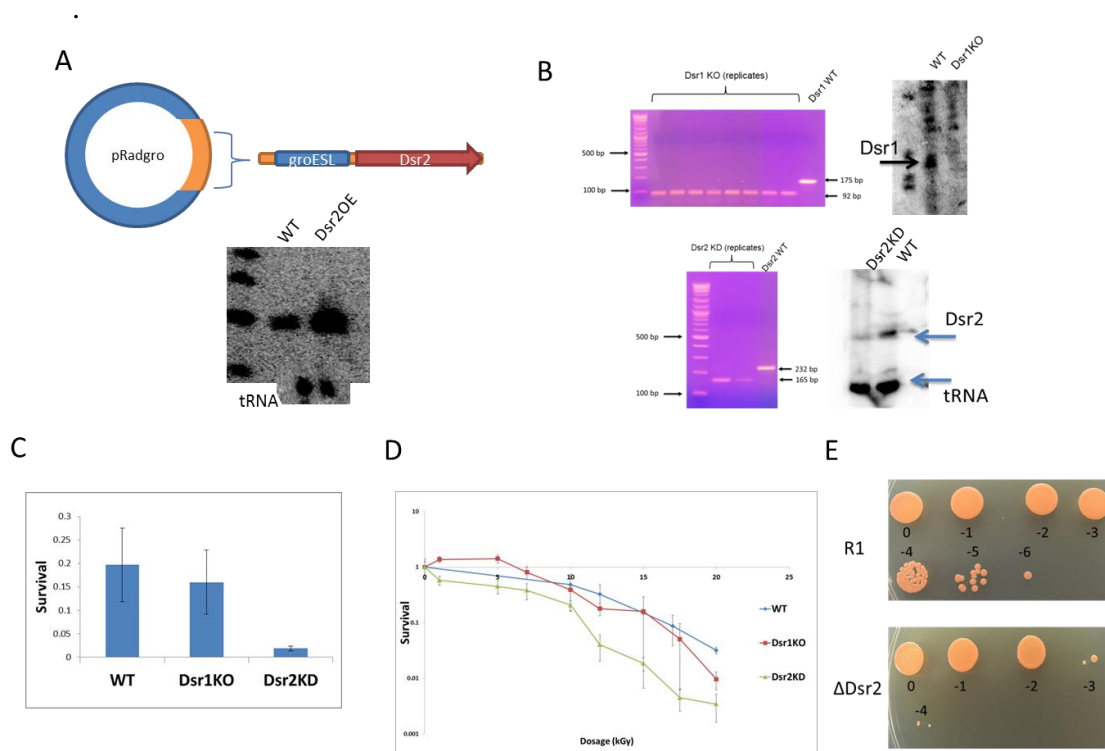 .
A
pRadgro
groESL
Dsr2
WT
Dsr2OE
tRNA
B
Dsr1 KO (replicates)
Dsr1 WT
500 bp
100 bp
175 bp
92 bp
WT
Dsr1KO
Dsr1
Dsr2 KD (replicates)
Dsr2 WT
500 bp
100 bp
232 bp
165 bp
Dsr2KD
WT
Dsr2
tRNA
C
Survival
0.3
0.25
0.2
0.15
0.1
0.05
0
WT
Dsr1KO
Dsr2KD
D
Survival
10
1
0.1
0.01
0.001
0
5
10
15
20
25
WT
Dsr1KO
Dsr2KD
Dosage (kGy)
E
R1
0
-1
-2
-3
-4
-5
-6
ΔDsr2
0
-1
-2
-3
-4